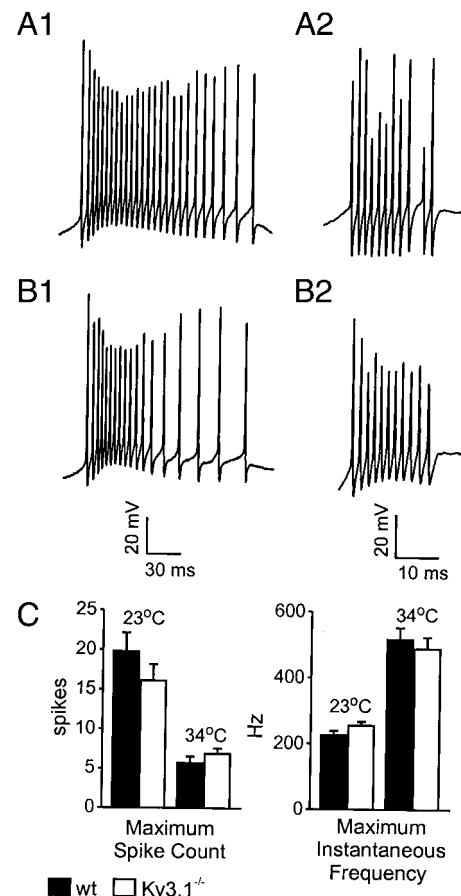 A1 A2
B1 B2
20 mV
30 ms
20 mV
10 ms
C
25
20
15
10
5
0
spikes
23°C
34°C
Maximum
Spike Count
600
400
200
0
Hz
23°C
34°C
Maximum
Instantaneous
Frequency
wt Kv3.1-/-